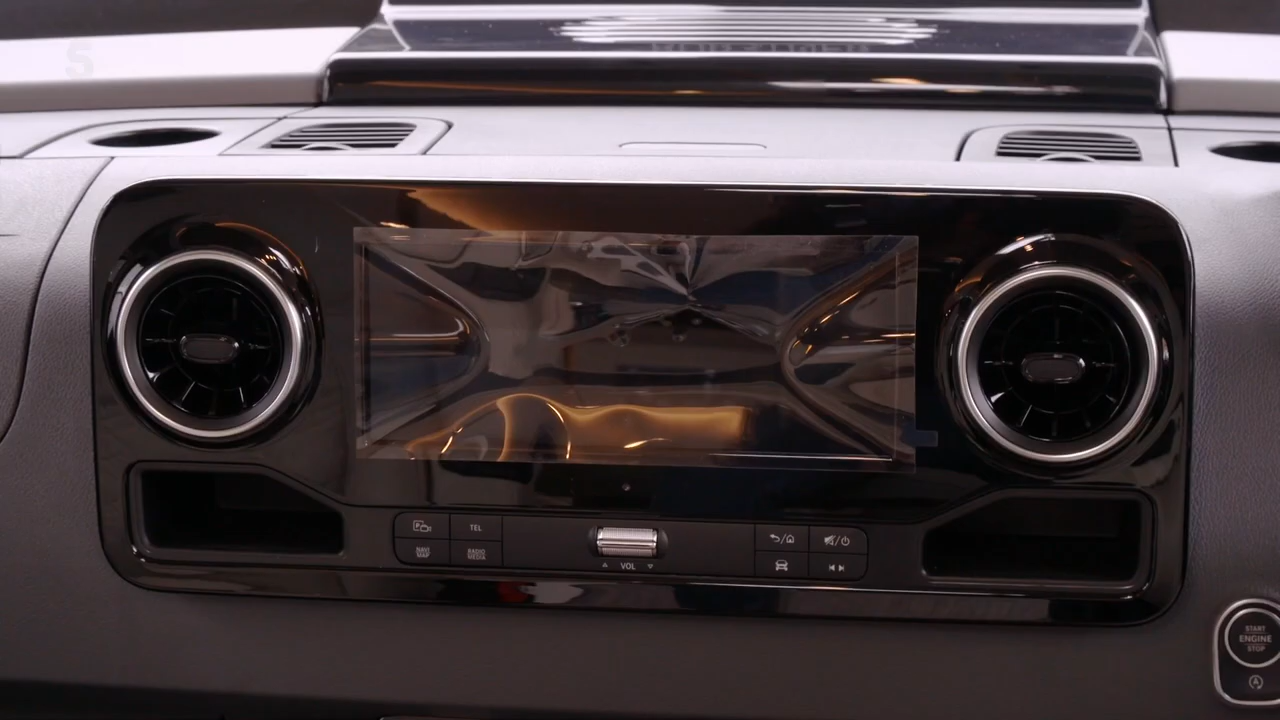 S
TEL
NAVI
MAP
RADIO
MEDIA
VOL
START
ENGINE
STOP